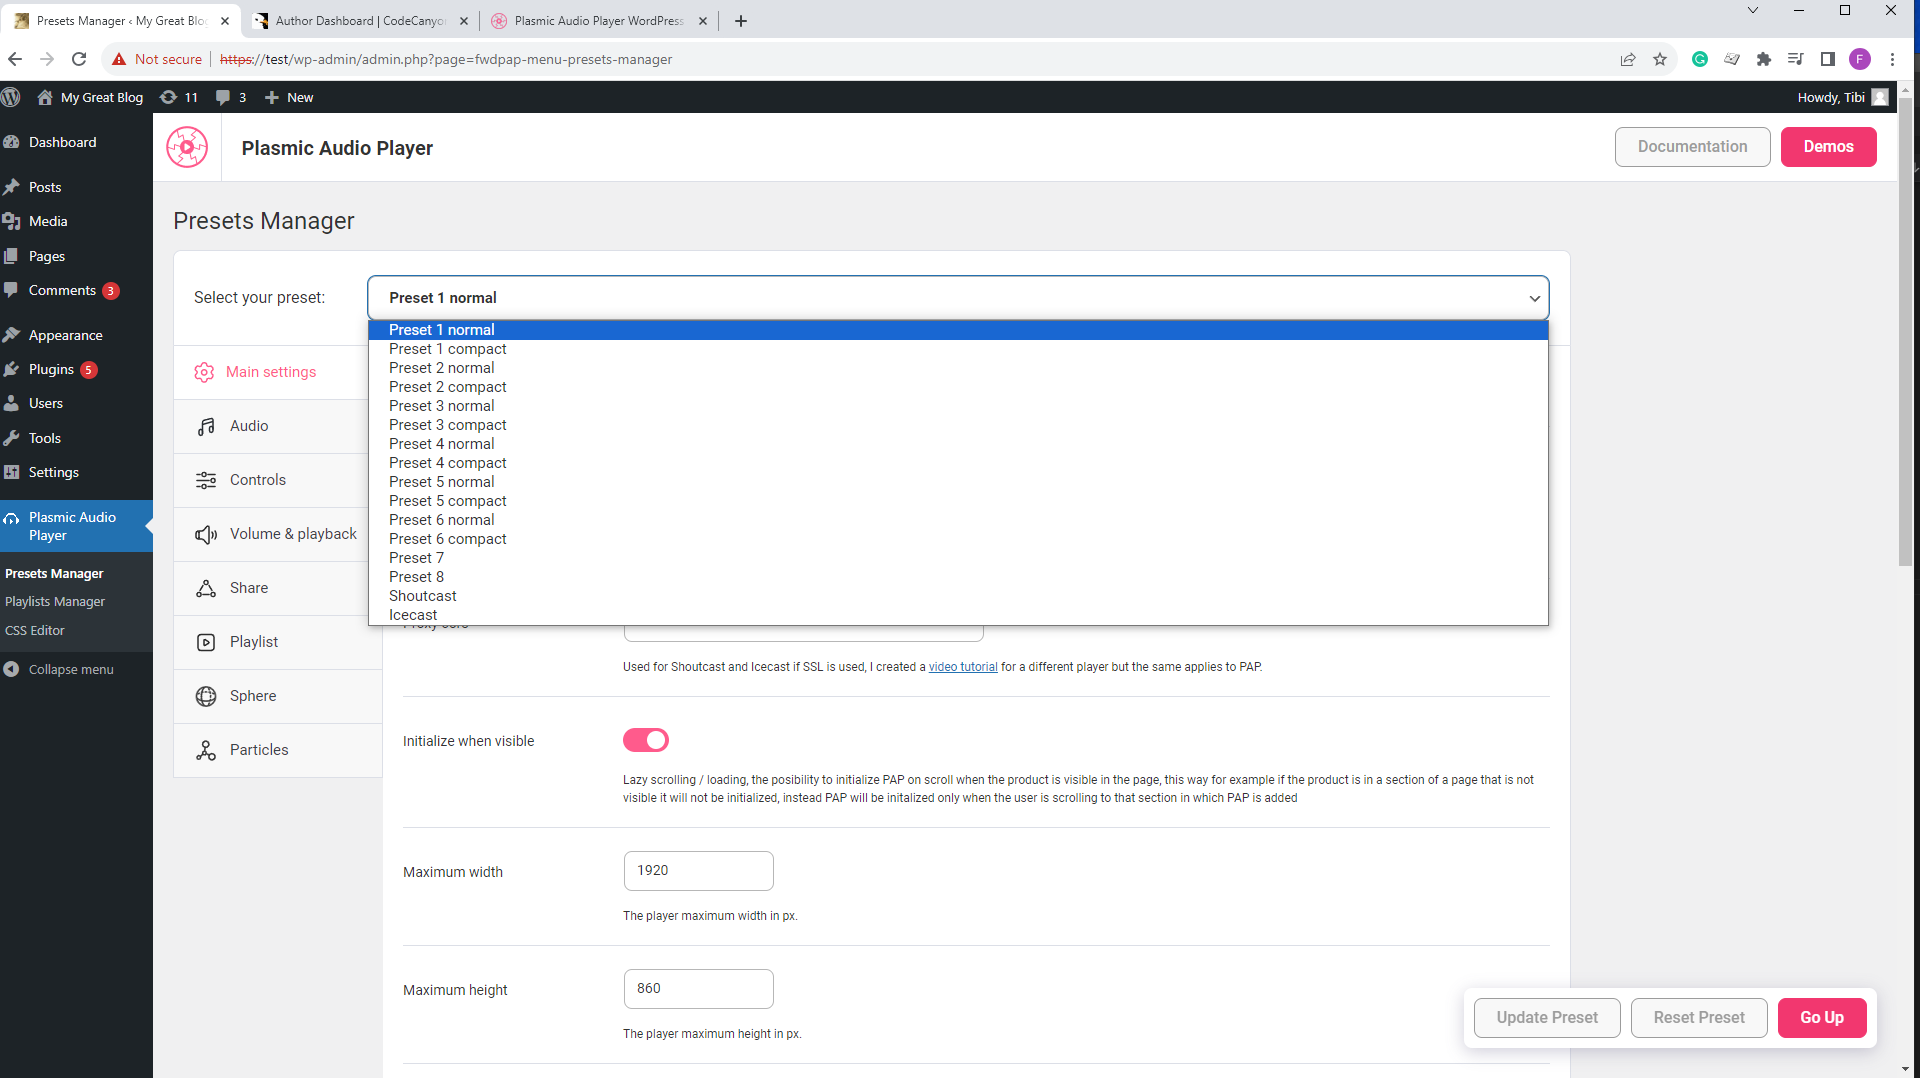 Presets Manager ‹ My Great Blo
Author Dashboard | CodeCanyo
Plasmic Audio Player WordPress
Not secure
https://test/wp-admin/admin.php?page=fwdpap-menu-presets-manager
F
My Great Blog
11
3
New
Howdy, Tibi
Dashboard
Posts
Media
Pages
Comments 3
Appearance
Plugins 5
Users
Tools
Settings
Plasmic Audio
Player
Presets Manager
Playlists Manager
CSS Editor
Collapse menu
Plasmic Audio Player
Documentation
Demos
Presets Manager
Select your preset:
Preset 1 normal
Preset 1 normal
Preset 1 compact
Preset 2 normal
Preset 2 compact
Preset 3 normal
Preset 3 compact
Preset 4 normal
Preset 4 compact
Preset 5 normal
Preset 5 compact
Preset 6 normal
Preset 6 compact
Preset 7
Preset 8
Shoutcast
Icecast
Main settings
Audio
Controls
Volume & playback
Share
Playlist
Sphere
Particles
Used for Shoutcast and Icecast if SSL is used, I created a video tutorial for a different player but the same applies to PAP.
Initialize when visible
Lazy scrolling / loading, the posibility to initialize PAP on scroll when the product is visible in the page, this way for example if the product is in a section of a page that is not
visible it will not be initialized, instead PAP will be initalized only when the user is scrolling to that section in which PAP is added
Maximum width
1920
The player maximum width in px.
Maximum height
860
The player maximum height in px.
Update Preset
Reset Preset
Go Up